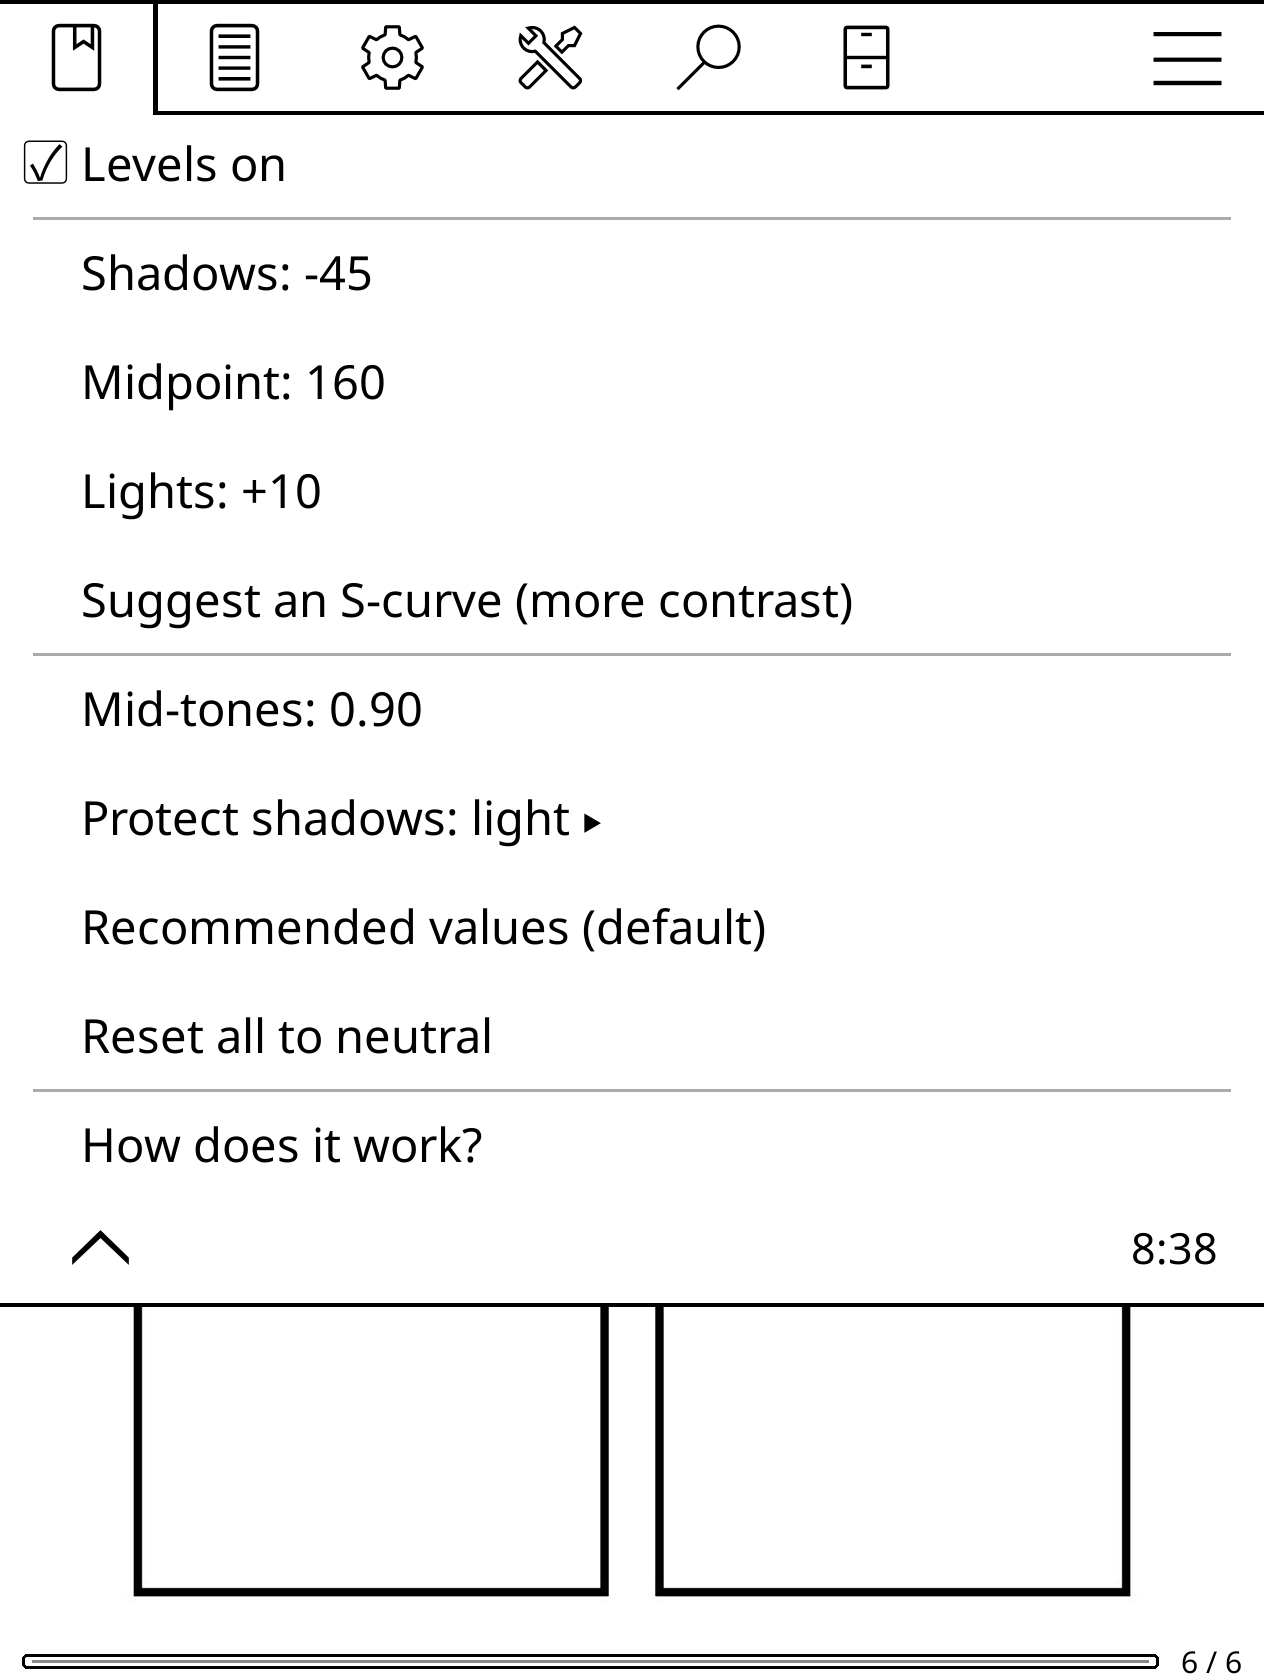 Levels on
Shadows: -45
Midpoint: 160
Lights: +10
Suggest an S-curve (more contrast)
Mid-tones: 0.90
Protect shadows: light ▸
Recommended values (default)
Reset all to neutral
How does it work?
8:38
6 / 6